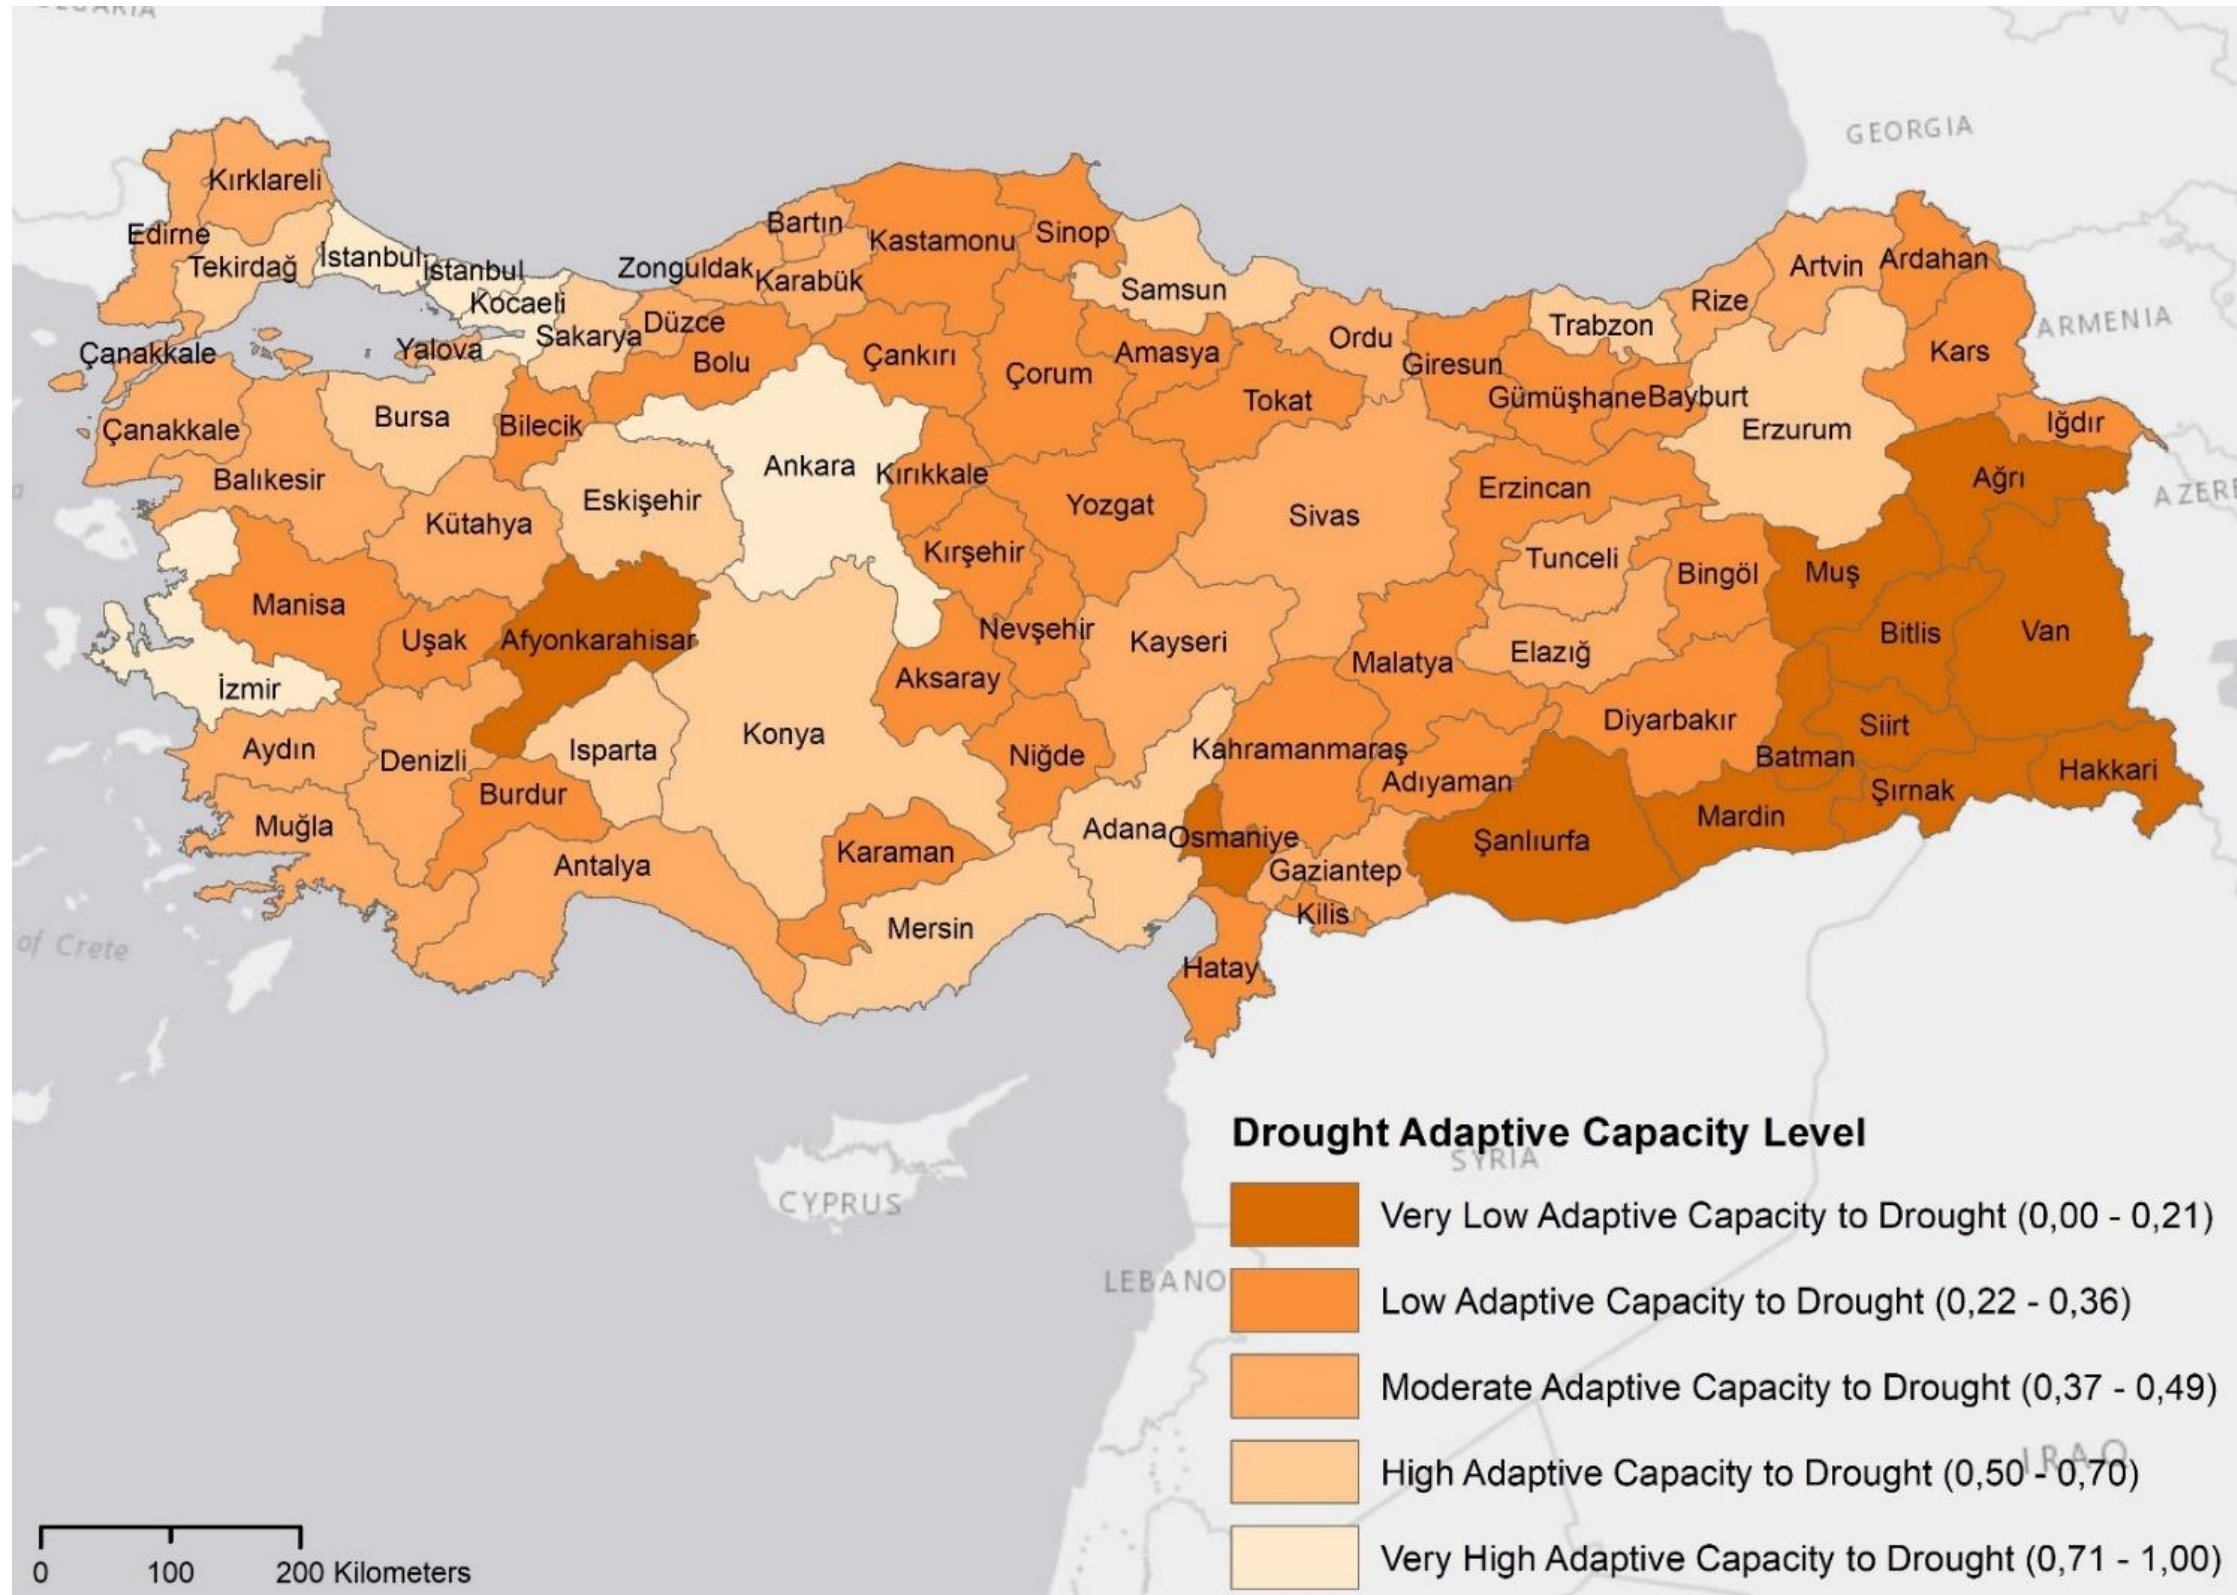 GEORGIA
Kırklareli
Edirne
Tekirdağ
İstanbul
İstanbul
Kocaeli
Sakarya
Yalova
Zonguldak
Bartın
Karabük
Kastamonu
Sinop
Samsun
Düzce
Bolu
Çankırı
Çorum
Amasya
Tokat
Ordu
Giresun
Trabzon
Gümüşhane
Bayburt
Rize
Artvin
Ardahan
Kars
ARMENIA
Iğdır
Çanakkale
Çanakkale
Bursa
Bilecik
Balıkesir
Kütahya
Eskişehir
Ankara
Kırıkkale
Yozgat
Sivas
Erzincan
Erzurum
Ağrı
AZER
Kırşehir
Tunceli
Bingöl
Muş
Manisa
Uşak
Afyonkarahisar
Nevşehir
Kayseri
Malatya
Elazığ
Bitlis
Van
İzmir
Aksaray
Aydın
Denizli
Isparta
Konya
Niğde
Kahramanmaraş
Adıyaman
Diyarbakır
Batman
Siirt
Şırnak
Hakkari
Muğla
Burdur
Antalya
Karaman
Mersin
Adana
Osmaniye
Gaziantep
Kilis
Şanlıurfa
Mardin
Hatay
of Crete
CYPRUS
LEBANO
SYRIA
IRAQ
Drought Adaptive Capacity Level
Very Low Adaptive Capacity to Drought (0,00 - 0,21)
Low Adaptive Capacity to Drought (0,22 - 0,36)
Moderate Adaptive Capacity to Drought (0,37 - 0,49)
High Adaptive Capacity to Drought (0,50 - 0,70)
Very High Adaptive Capacity to Drought (0,71 - 1,00)
0 100 200 Kilometers